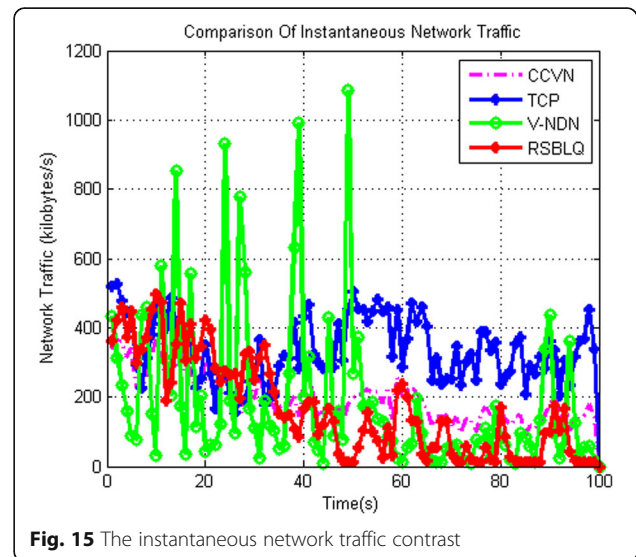 Comparison Of Instantaneous Network Traffic
1200
1000
800
600
400
200
0
Network Traffic (kilobytes/s)
CCVN
TCP
V-NDN
RSBLQ
0 20 40 60 80 100
Time(s)
Fig. 15 The instantaneous network traffic contrast